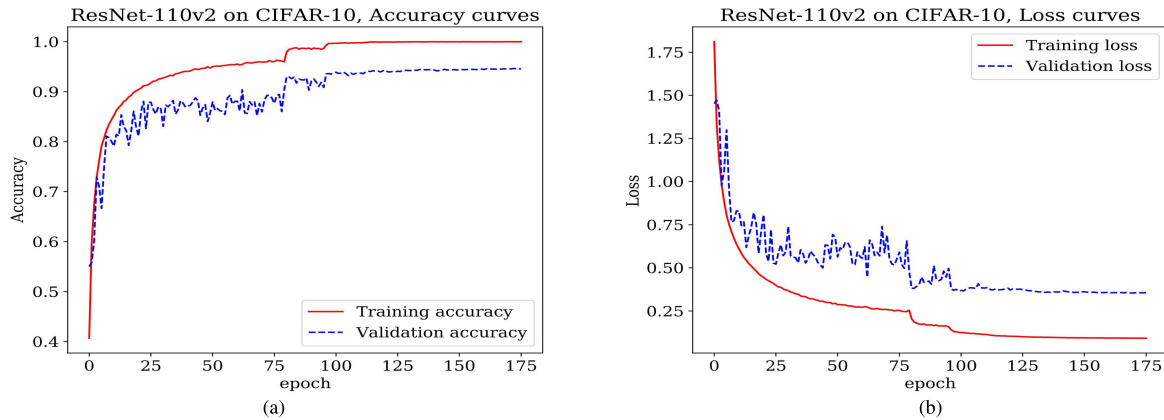 ResNet-110v2 on CIFAR-10, Accuracy curves
1.0
0.9
0.8
0.7
0.6
0.5
0.4
Accuracy
Training accuracy
Validation accuracy
0 25 50 75 100 125 150 175
epoch
(a)
ResNet-110v2 on CIFAR-10, Loss curves
1.75
1.50
1.25
1.00
0.75
0.50
0.25
Loss
Training loss
Validation loss
0 25 50 75 100 125 150 175
epoch
(b)